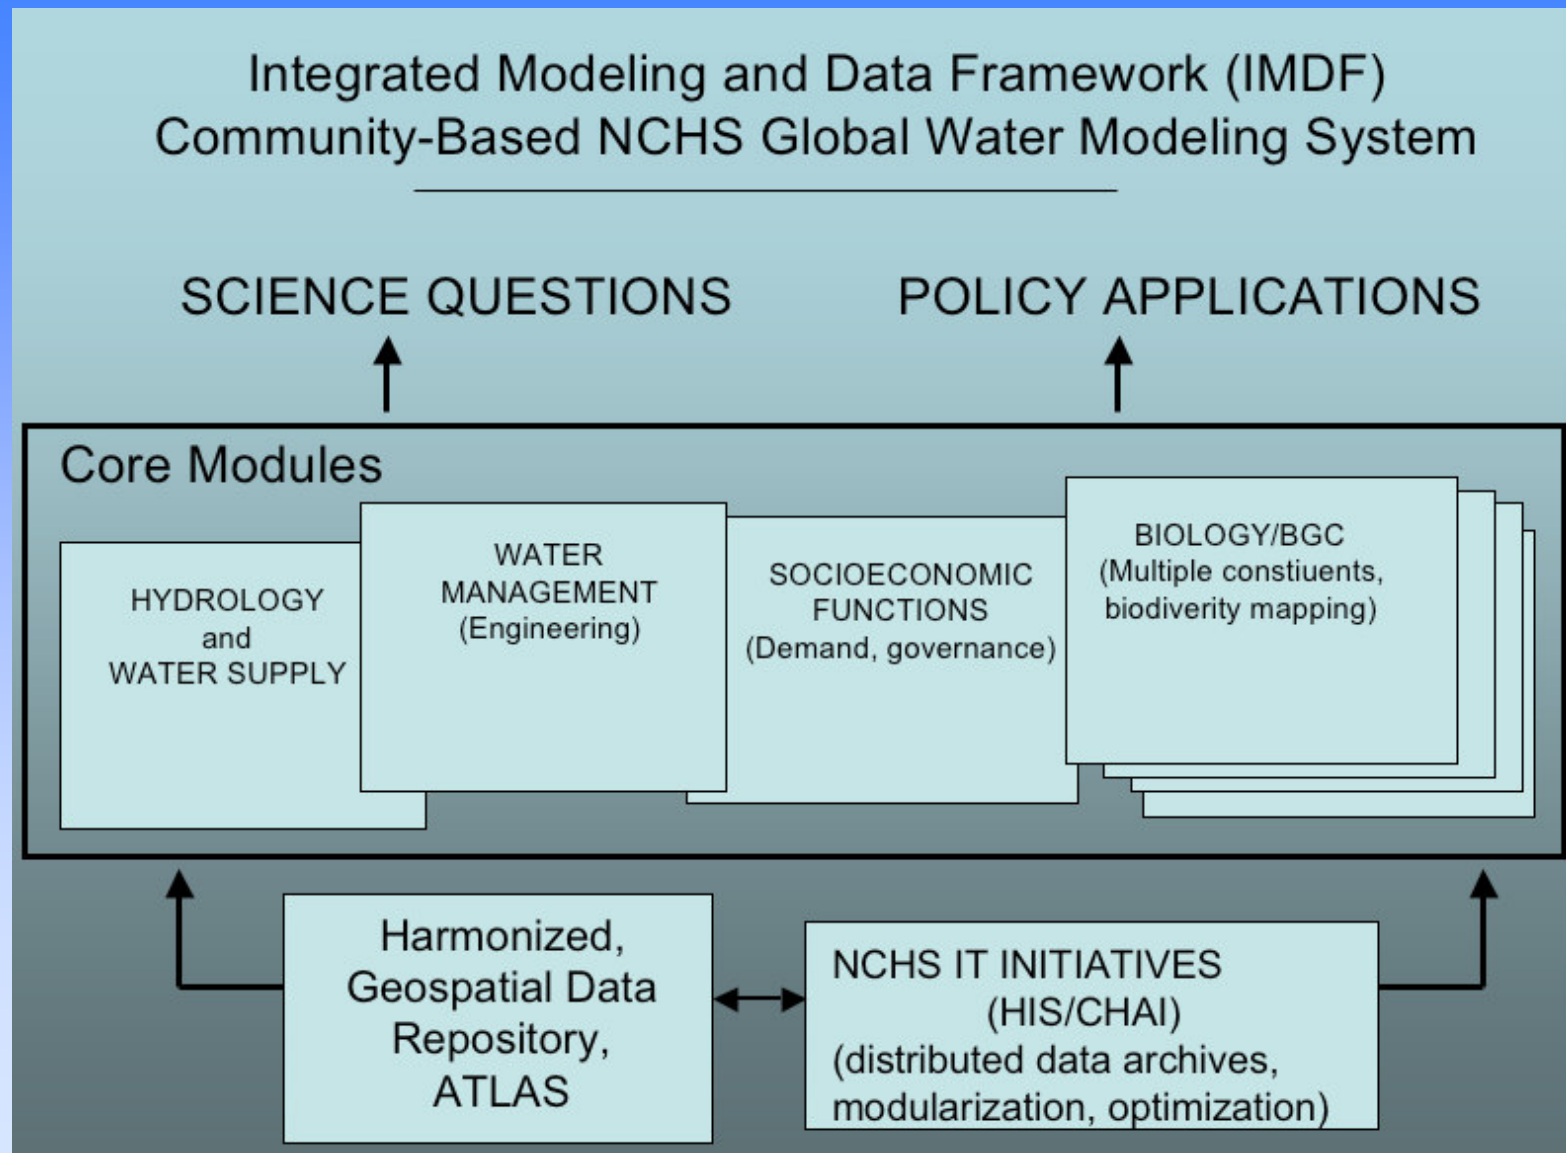 Integrated Modeling and Data Framework (IMDF)
Community-Based NCHS Global Water Modeling System
SCIENCE QUESTIONS
POLICY APPLICATIONS
Core Modules
HYDROLOGY
and
WATER SUPPLY
WATER
MANAGEMENT
(Engineering)
SOCIOECONOMIC
FUNCTIONS
(Demand, governance)
BIOLOGY/BGC
(Multiple constiuents,
biodiverity mapping)
Harmonized,
Geospatial Data
Repository,
ATLAS
NCHS IT INITIATIVES
(HIS/CHAI)
(distributed data archives,
modularization, optimization)